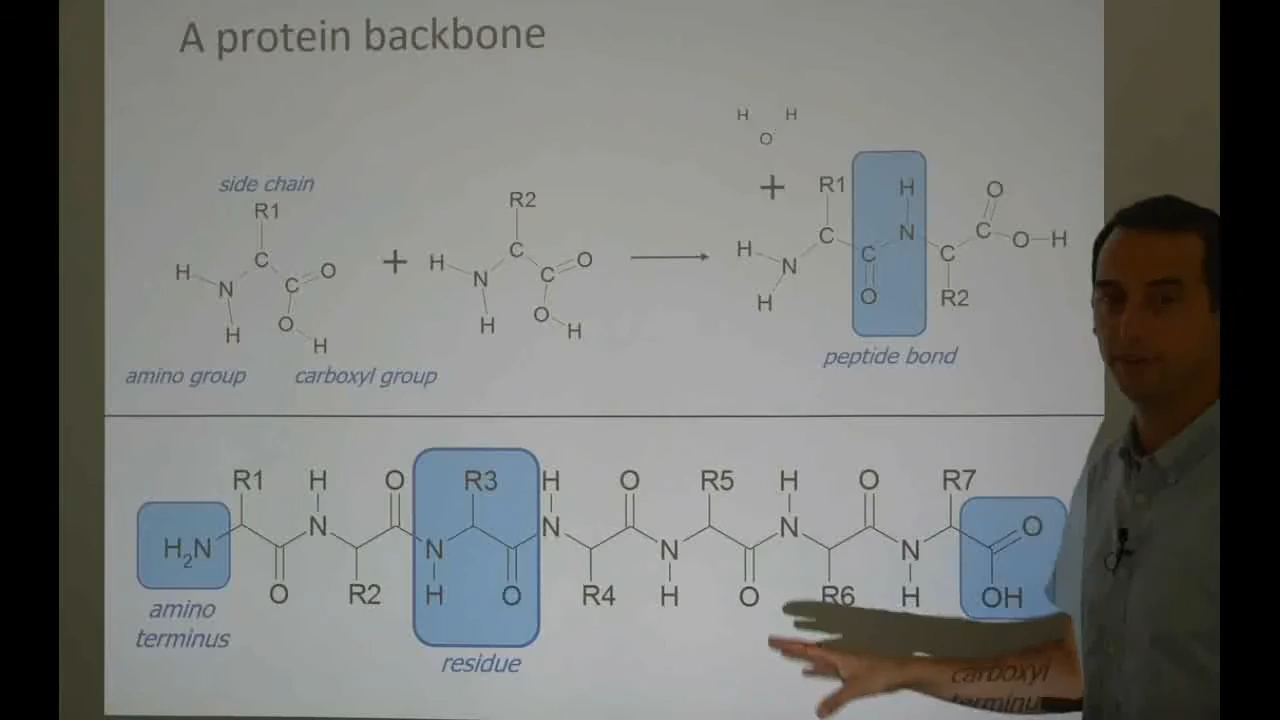 A protein backbone
H H
O
side chain
R1
R2
+
R1
H
O
H
C
O
+
H
C
O
H
C
N
C
O
H
N
C
N
C
N
C
C
H
O
H
H
O
H
H
O
R2
amino group
carboxyl group
peptide bond
R1
H
O
R3
H
O
R5
H
O
R7
H₂N
N
N
N
N
N
N
O
O
R2
H
O
R4
H
O
R6
H
OH
amino
terminus
residue
carboxyl
terminu